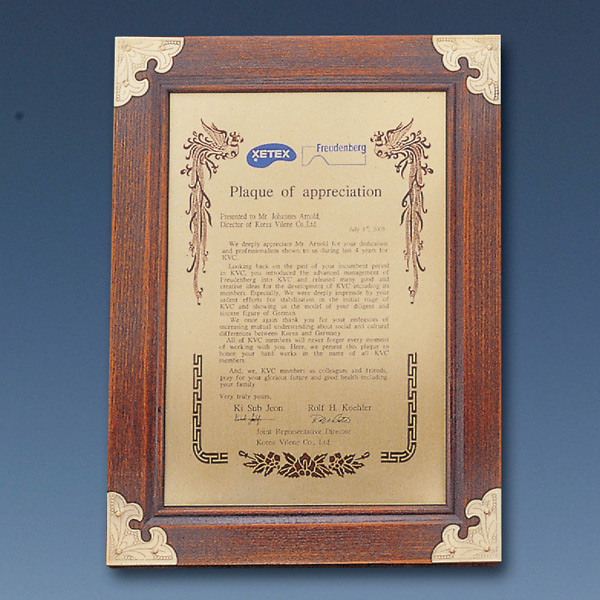 XETEX
Freudenberg
Plaque of appreciation
Presented to Mr. Johannes Arnold,
Director of Korea Vilene Co.,Ltd.
July 1st,
We deeply appreciate Mr. Arnold for your dedication
and professionalism shown to us during last 4 years for
KVC.
Looking back on the past of your incumbent period
in KVC, you introduced the advanced management of
Freudenberg into KVC and released many good and
creative ideas for the development of KVC including its
members. Especially, We were deeply impressde by your
ardent efforts for stabilization in the initial stage of
KVC and showing us the model of your diligent and
sincere figure of German.
We once again thank you for your endeavors of
increasing mutual understanding about social and cultural
differences between Korea and Germany.
All of KVC members will never forget every moment
of working with you. Here, we present this plaque to
honor your hard works in the name of all KVC
members.
And, we, KVC members as colleagues and friends,
pray for your glorious future and good health including
your family.
Very truly yours,
Ki Sub Jeon Rolf H. Koehler
Joint Representative Director
Korea Vilene Co., Ltd.